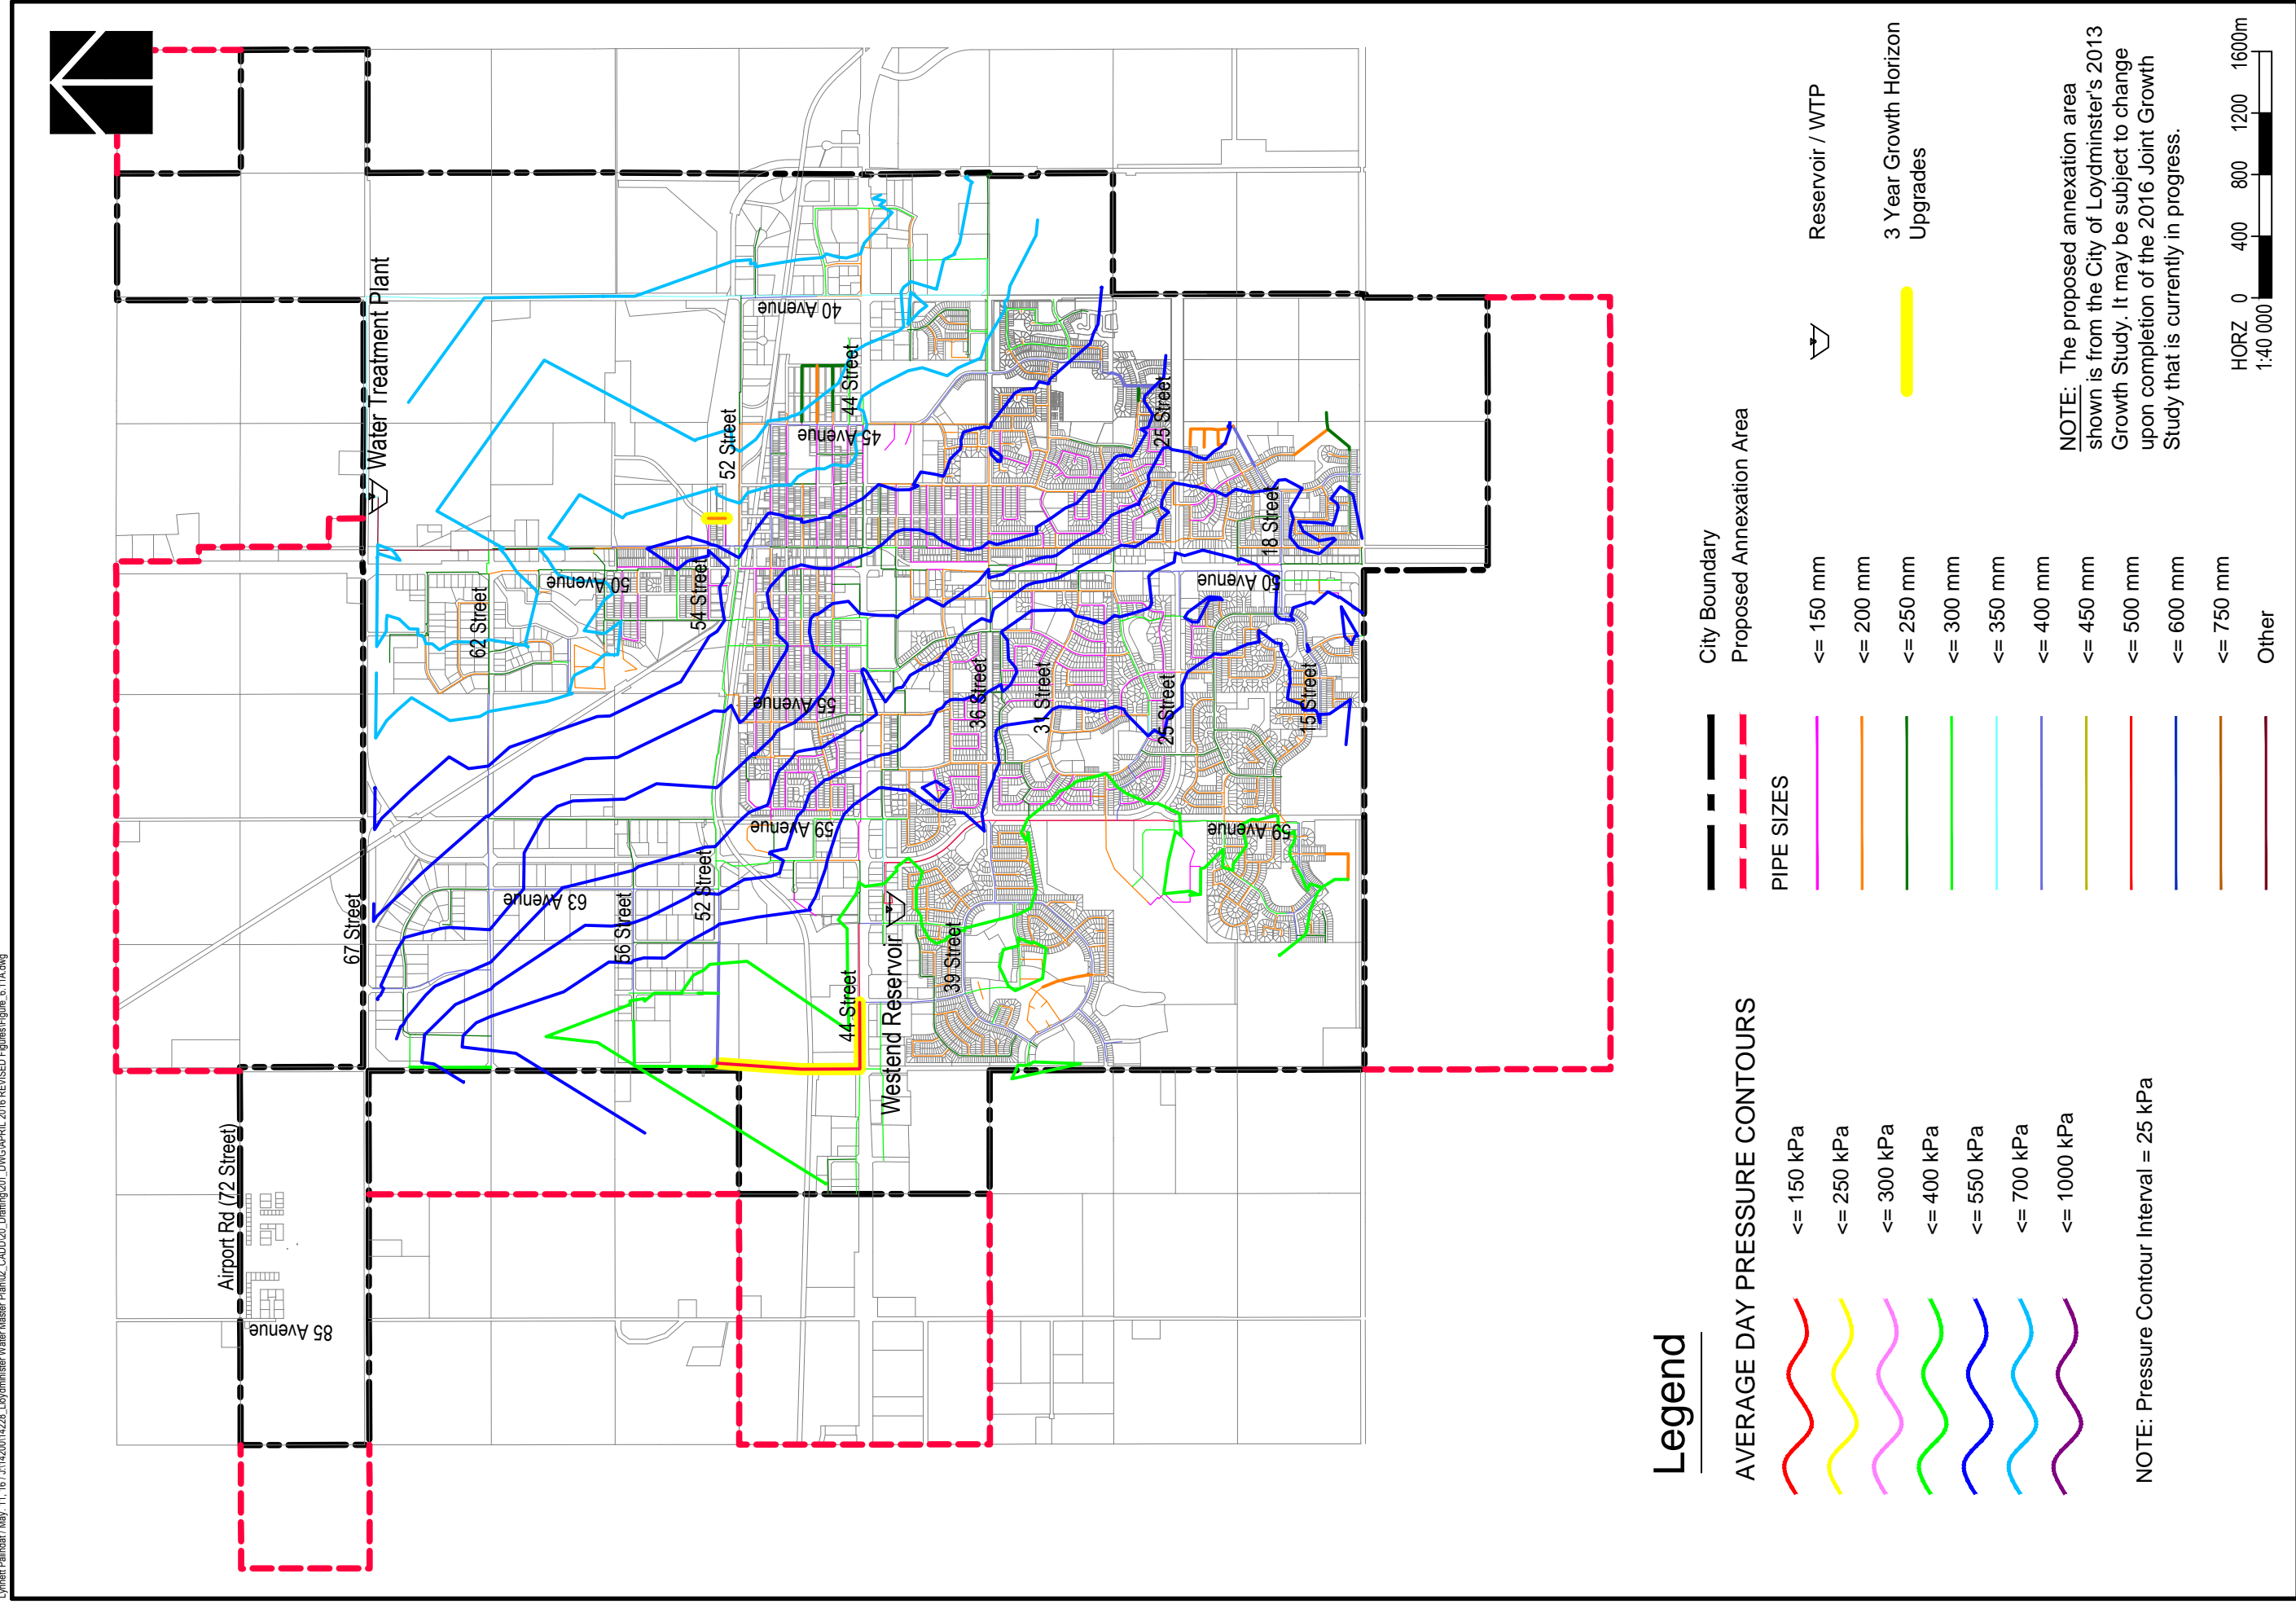 Airport Rd (72 Street)
85 Avenue
67 Street
Water Treatment Plant
62 Street
63 Avenue
50 Avenue
56 Street
54 Street
52 Street
52 Street
40 Avenue
45 Avenue
55 Avenue
59 Avenue
44 Street
44 Street
Westend Reservoir
39 Street
36 Street
31 Street
25 Street
25 Street
50 Avenue
59 Avenue
18 Street
15 Street
Legend
AVERAGE DAY PRESSURE CONTOURS
<= 150 kPa
<= 250 kPa
<= 300 kPa
<= 400 kPa
<= 550 kPa
<= 700 kPa
<= 1000 kPa
NOTE: Pressure Contour Interval = 25 kPa
City Boundary
Proposed Annexation Area
PIPE SIZES
<= 150 mm
<= 200 mm
<= 250 mm
<= 300 mm
<= 350 mm
<= 400 mm
<= 450 mm
<= 500 mm
<= 600 mm
<= 750 mm
Other
Reservoir / WTP
3 Year Growth Horizon
Upgrades
NOTE: The proposed annexation area
shown is from the City of Loydminster's 2013
Growth Study. It may be subject to change
upon completion of the 2016 Joint Growth
Study that is currently in progress.
HORZ 0 400 800 1200 1600m
1:40 000